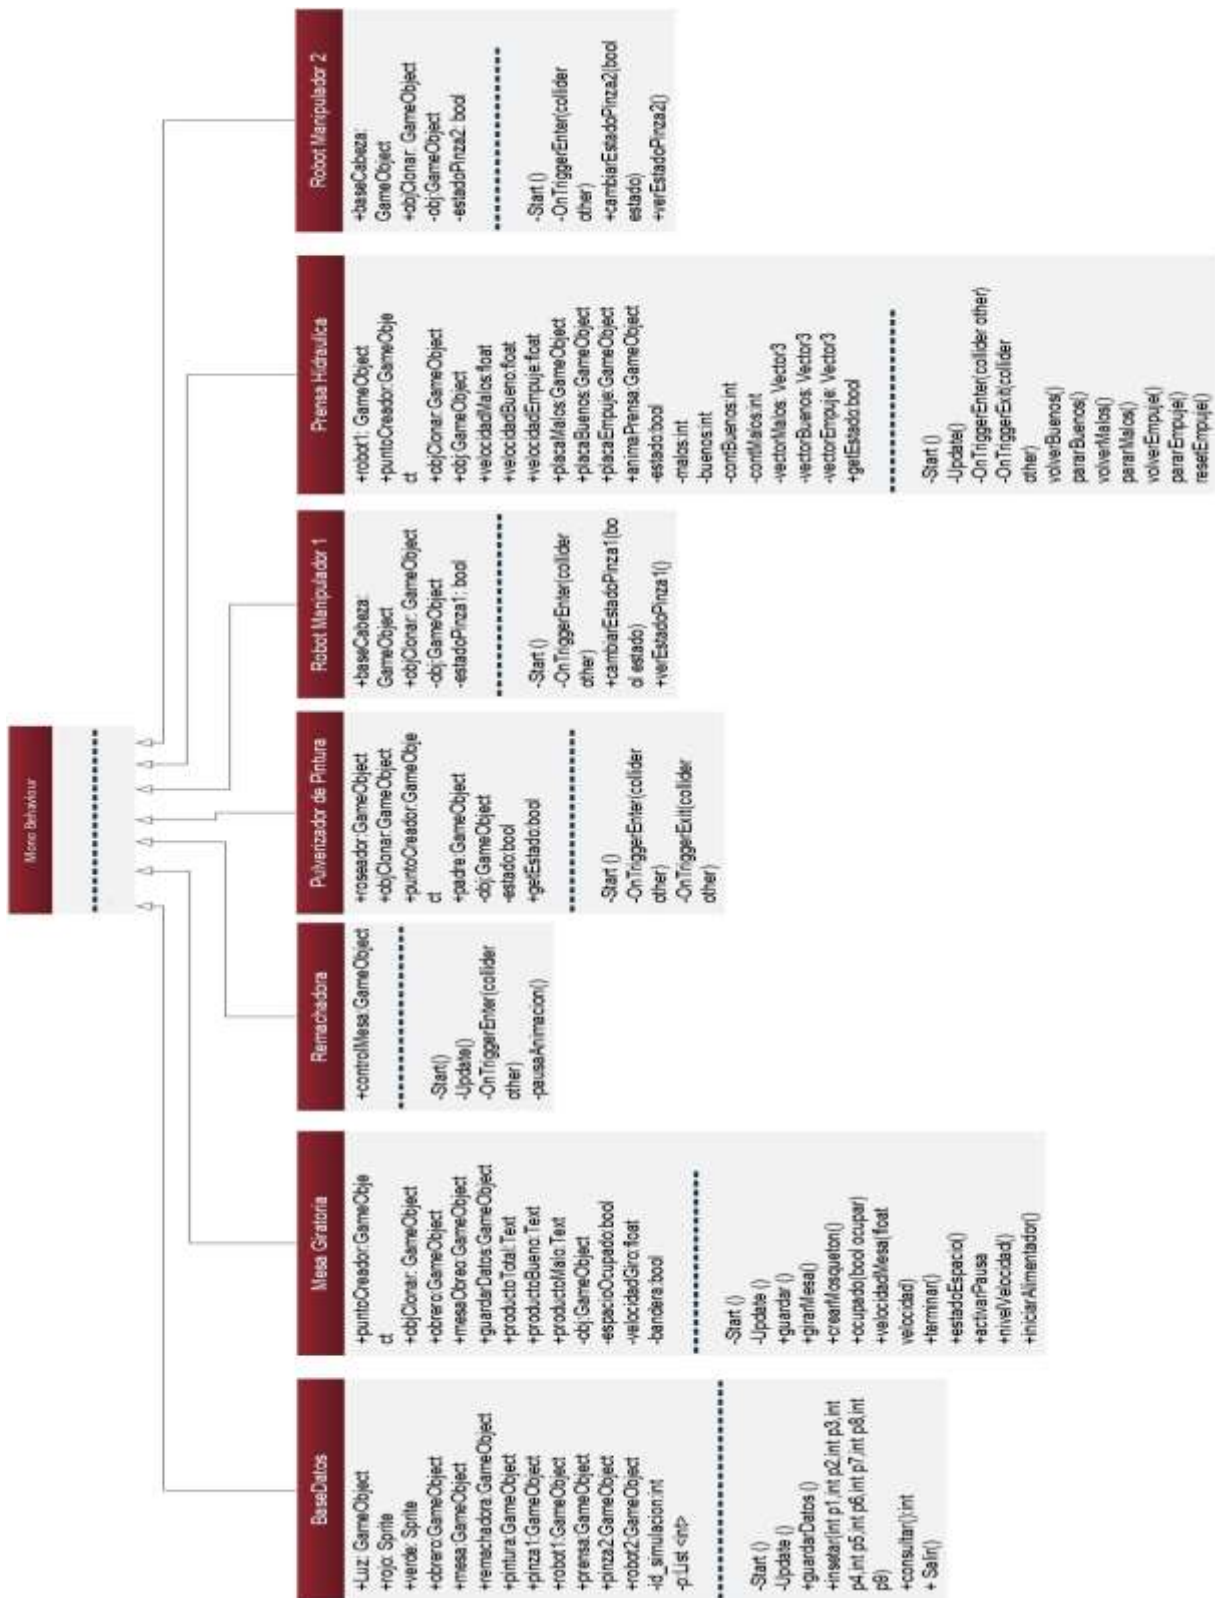 Mono Behaviour
BaseDatos
+Luz: GameObject
+rojo: Sprite
+verde: Sprite
+obrero:GameObject
+mesa:GameObject
+remachadora:GameObject
+pintura:GameObject
+pinza1:GameObject
+robot1:GameObject
+prensa:GameObject
+pinza2:GameObject
+robot2:GameObject
-id_simulacion:int
-p:List <int>
-Start ()
-Update ()
+guardarDatos ()
+insetar(int p1,int p2,int p3,int
p4,int p5,int p6,int p7,int p8,int
p9)
+consultar():int
+ Salir()
Mesa Giratoria
+puntoCreador:GameObje
ct
+objClonar: GameObject
+obrero:GameObject
+mesaObreo:GameObject
+guardarDatos:GameObject
+productoTotal:Text
+productoBueno:Text
+productoMalo:Text
-obj:GameObject
-espacioOcupado:bool
-velocidadGiro:float
-bandera:bool
-Start ()
-Update ()
+guardar ()
+girarMesa()
+crearMosqueton()
+ocupado(bool ocupar)
+velocidadMesa(float
velocidad)
+terminar()
+estadoEspacio()
+activarPausa
+nivelVelocidad()
+iniciarAlimentador()
Remachadora
+controlMesa:GameObject
-Start()
-Update()
-OnTriggerEnter(collider
other)
-pausaAnimacion()
Pulverizador de Pintura
+roseador:GameObject
+objClonar:GameObject
+puntoCreador:GameObje
ct
+padre:GameObject
-obj:GameObject
-estado:bool
+getEstado:bool
-Start ()
-OnTriggerEnter(collider
other)
-OnTriggerExit(collider
other)
Robot Manipulador 1
+baseCabeza:
GameObject
+objClonar: GameObject
-obj:GameObject
-estadoPinza1: bool
-Start ()
-OnTriggerEnter(collider
other)
+cambiarEstadoPinza1(bo
ol estado)
+verEstadoPinza1()
Prensa Hidraulica
+robot1: GameObject
+puntoCreador:GameObje
ct
+objClonar:GameObject
+obj:GameObject
+velocidadMalos:float
+velocidadBueno:float
+velocidadEmpuje:float
+placaMalos:GameObject
+placaBuenos:GameObject
+placaEmpuje:GameObject
+animaPrensa:GameObject
-estado:bool
-malos:int
-buenos:int
-contBuenos:int
-contMalos:int
-vectorMalos: Vector3
-vectorBuenos: Vector3
-vectorEmpuje: Vector3
+getEstado:bool
-Start ()
-Update()
-OnTriggerEnter(collider other)
-OnTriggerExit(collider
other)
volverBuenos()
pararBuenos()
volverMalos()
pararMalos()
volverEmpuje()
pararEmpuje()
resetEmpuje()
Robot Manipulador 2
+baseCabeza:
GameObject
+objClonar: GameObject
-obj:GameObject
-estadoPinza2: bool
-Start ()
-OnTriggerEnter(collider
other)
+cambiarEstadoPinza2(bool
estado)
+verEstadoPinza2()